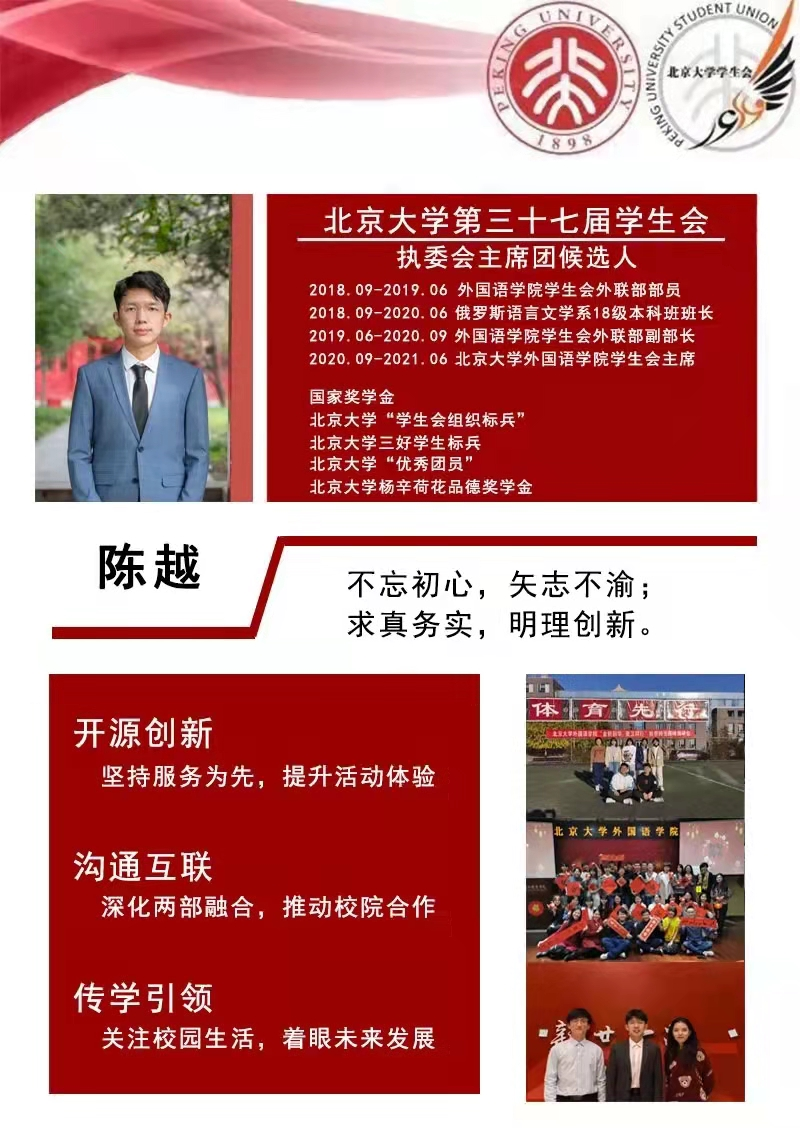 PEKING UNIVERSITY
1898
PEKING UNIVERSITY STUDENT UNION
北京大学学生会
北京大学第三十七届学生会
执委会主席团候选人
2018.09-2019.06 外国语学院学生会外联部部员
2018.09-2020.06 俄罗斯语言文学系18级本科班班长
2019.06-2020.09 外国语学院学生会外联部副部长
2020.09-2021.06 北京大学外国语学院学生会主席
国家奖学金
北京大学“学生会组织标兵”
北京大学三好学生标兵
北京大学“优秀团员”
北京大学杨辛荷花品德奖学金
陈越
不忘初心，矢志不渝；
求真务实，明理创新。
开源创新
坚持服务为先，提升活动体验
沟通互联
深化两部融合，推动校院合作
传学引领
关注校园生活，着眼未来发展
体育先行
北京大学外国语学院
北京大学外国语学院